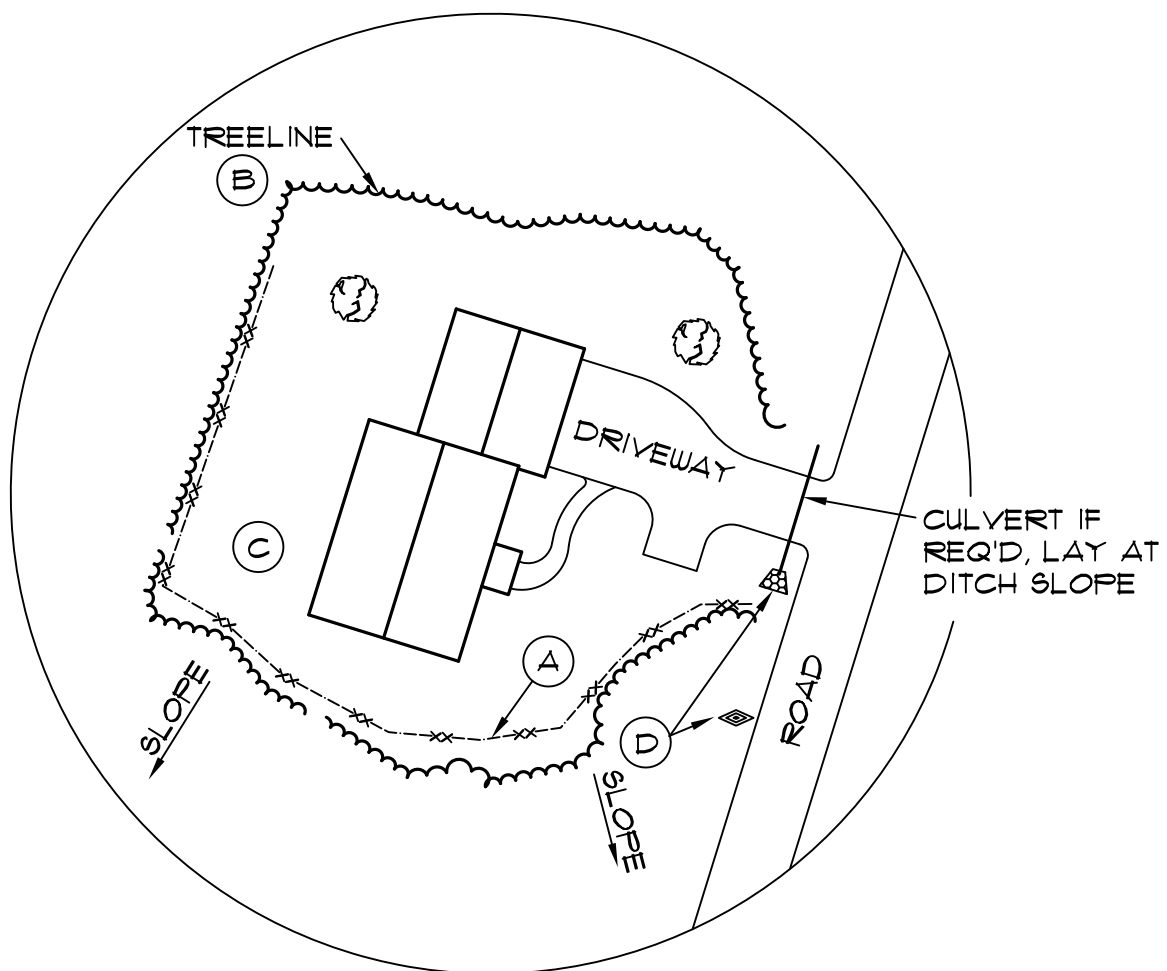 TREELINE
B
DRIVEWAY
CULVERT IF
REQ'D, LAY AT
DITCH SLOPE
C
A
SLOPE
ROAD
D
SLOPE